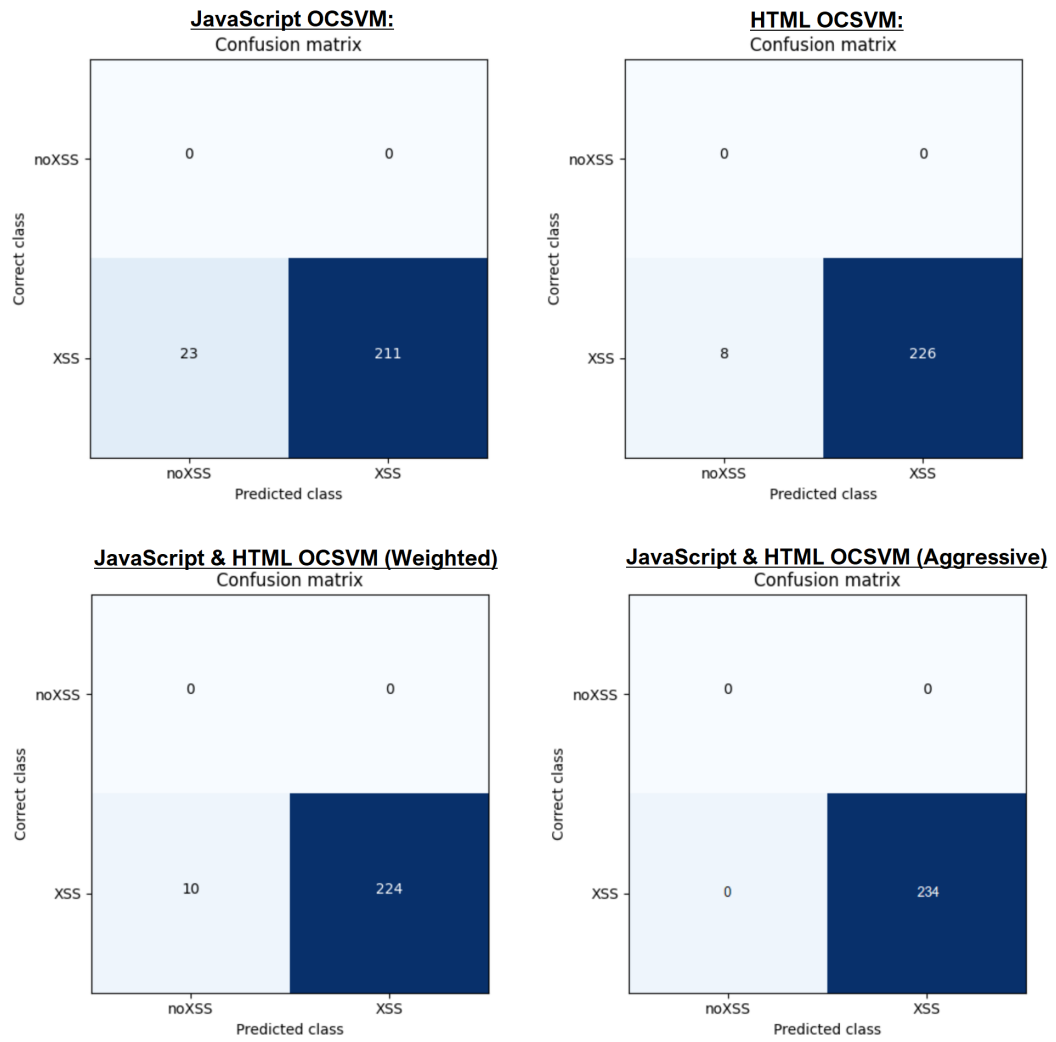 JavaScript OCSVM:
Confusion matrix
noXSS
0
0
Correct class
XSS
23
211
noXSS
XSS
Predicted class
HTML OCSVM:
Confusion matrix
noXSS
0
0
Correct class
XSS
8
226
noXSS
XSS
Predicted class
JavaScript & HTML OCSVM (Weighted)
Confusion matrix
noXSS
0
0
Correct class
XSS
10
224
noXSS
XSS
Predicted class
JavaScript & HTML OCSVM (Aggressive)
Confusion matrix
noXSS
0
0
Correct class
XSS
0
234
noXSS
XSS
Predicted class